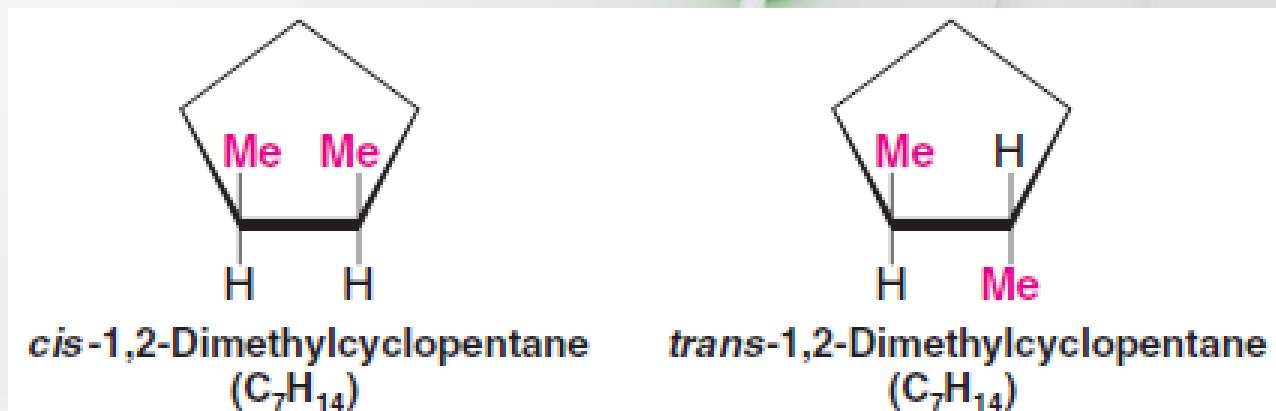 Me Me
H H
cis-1,2-Dimethylcyclopentane
(C₇H₁₄)
Me H
H Me
trans-1,2-Dimethylcyclopentane
(C₇H₁₄)